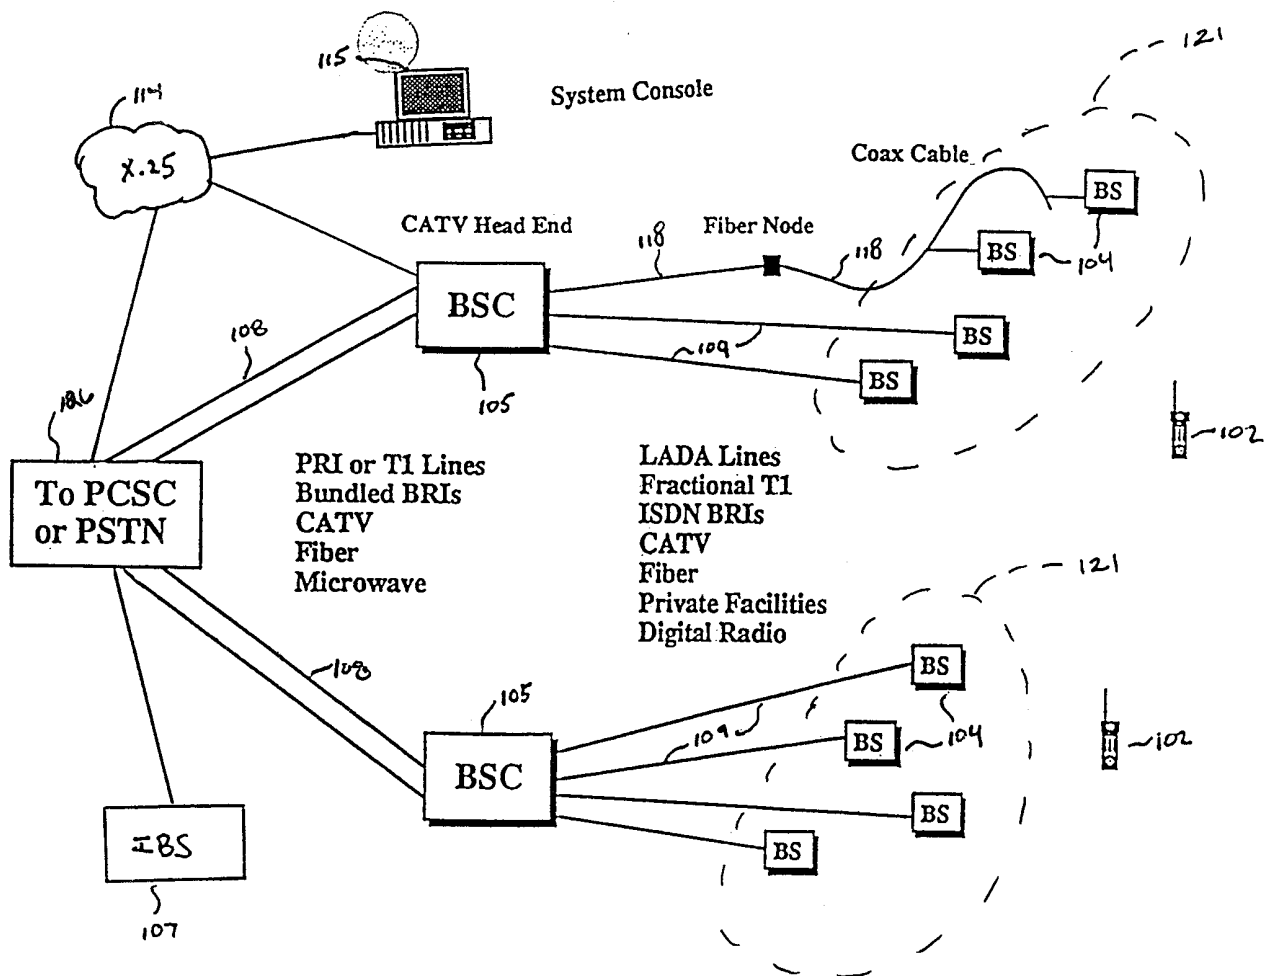 121
115
114
System Console
X.25
Coax Cable
BS
CATV Head End
118
Fiber Node
118
BS
104
BSC
108
BS
109
BS
105
102
126
To PCSC
or PSTN
PRI or T1 Lines
Bundled BRIs
CATV
Fiber
Microwave
LADA Lines
Fractional T1
ISDN BRIs
CATV
Fiber
Private Facilities
Digital Radio
121
108
BS
105
104
109
BS
102
BSC
BS
IBS
BS
107